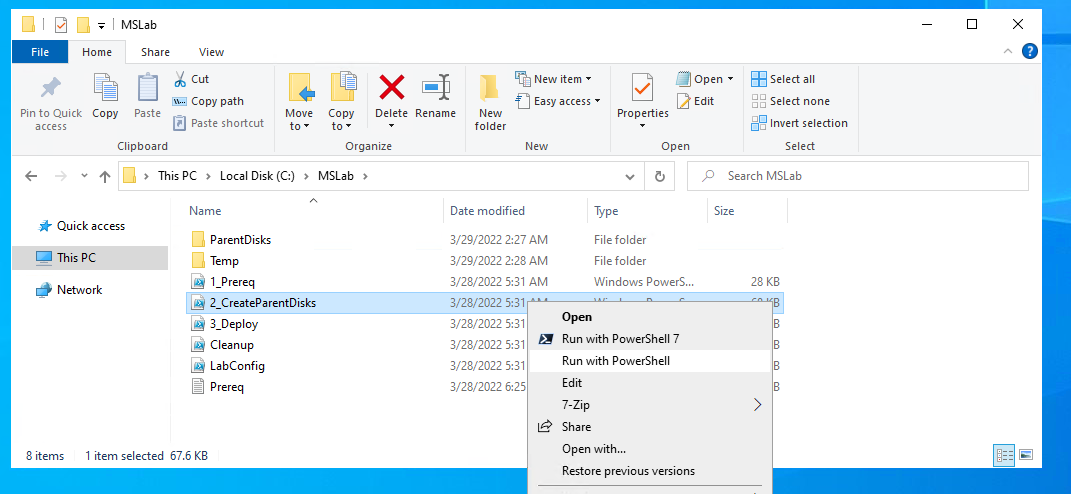 MSLab
File Home Share View
Pin to Quick access
Copy
Paste
Cut
Copy path
Paste shortcut
Clipboard
Move to
Copy to
Delete
Rename
Organize
New folder
New item
Easy access
New
Properties
Open
Edit
Open
Select all
Select none
Invert selection
Select
This PC Local Disk (C:) MSLab
Search MSLab
Quick access
This PC
Network
Name Date modified Type Size
ParentDisks 3/29/2022 2:27 AM File folder
Temp 3/29/2022 2:28 AM File folder
1_Prereq 3/28/2022 5:31 AM Windows PowerS... 28 KB
2_CreateParentDisks 3/28/2022 5:31 AM Windows PowerS... 68 KB
3_Deploy 3/28/2022 5:31
Cleanup 3/28/2022 5:31
LabConfig 3/28/2022 5:31
Prereq 3/28/2022 6:25
Open
Run with PowerShell 7
Run with PowerShell
Edit
7-Zip
Share
Open with...
Restore previous versions
8 items 1 item selected 67.6 KB